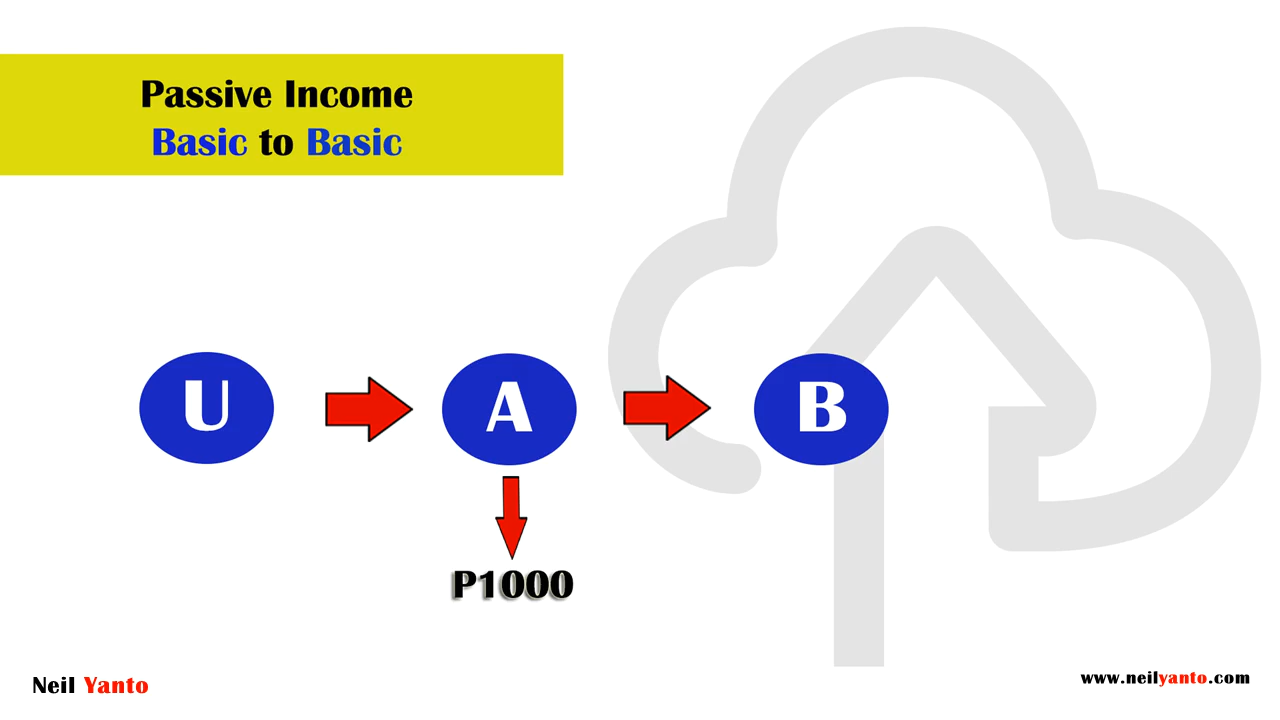 Passive Income
Basic to Basic
U
A
B
P1000
Neil Yanto
www.neilyanto.com